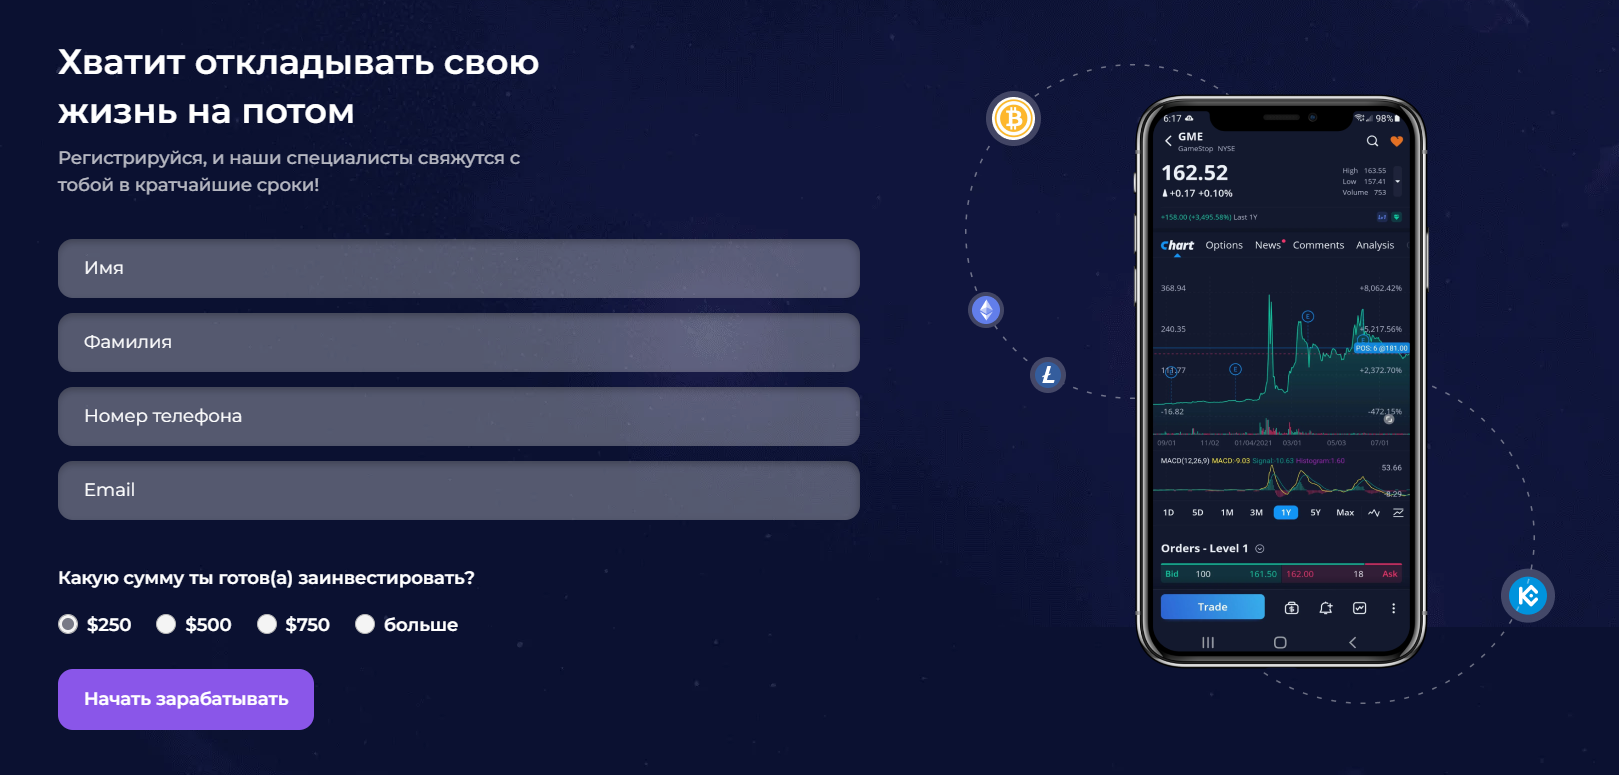 Хватит откладывать свою
жизнь на потом
Регистрируйся, и наши специалисты свяжутся с
тобой в кратчайшие сроки!
Имя
Фамилия
Номер телефона
Email
Какую сумму ты готов(а) заинвестировать?
$250 $500 $750 больше
Начать зарабатывать
6:17 98%
GME
GameStop NYSE
162.52
+0.17 +0.10%
High 163.55
Low 157.41
Volume 753
+158.00 (+3,495.58%) Last 1Y
Chart Options News Comments Analysis
368.94 +8,062.42%
240.35 +5,217.56%
POS: 6 @181.00
+2,372.70%
-16.82 -472.15%
09/01 11/02 01/04/2021 03/01 05/03 07/01
MACD(12,26,9) MACD:-9.03 Signal:-10.63 Histogram:1.60
53.66
-8.29
1D 5D 1M 3M 1Y 5Y Max
Orders - Level 1
Bid 100 161.50 162.00 18 Ask
Trade